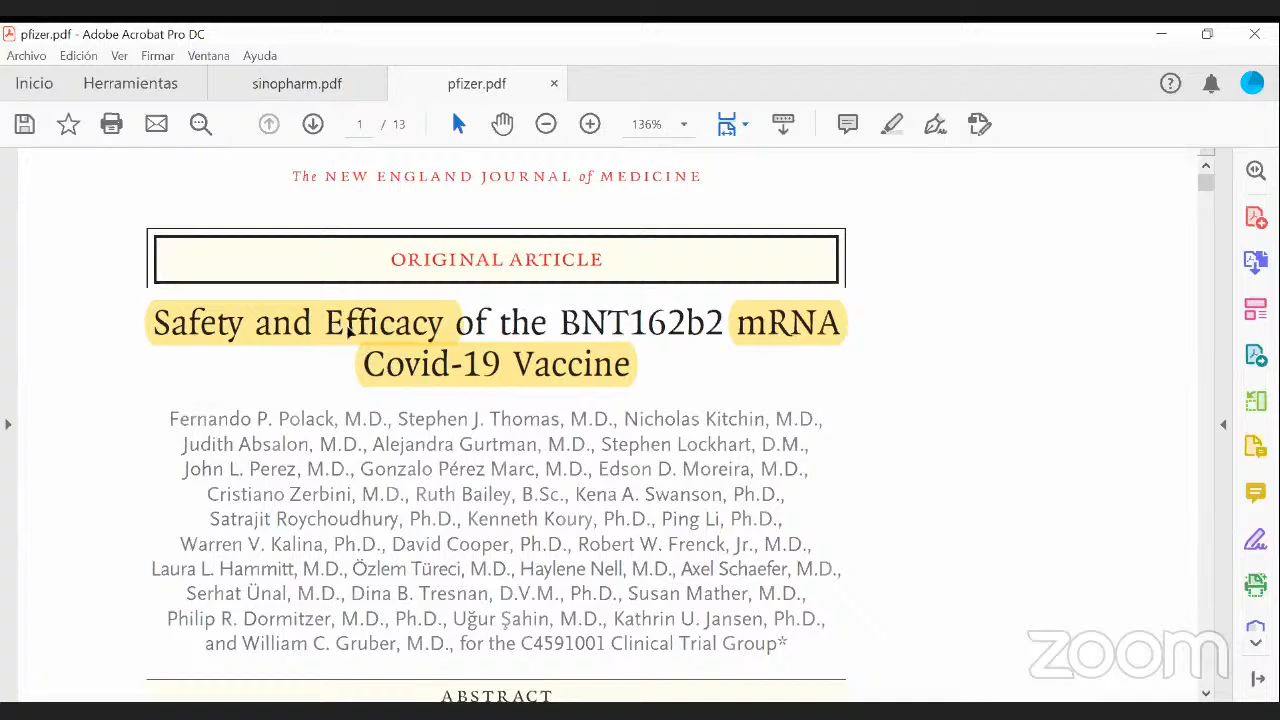 pfizer.pdf - Adobe Acrobat Pro DC
Archivo Edición Ver Firmar Ventana Ayuda
Inicio Herramientas sinopharm.pdf pfizer.pdf
1 / 13 136%
The NEW ENGLAND JOURNAL of MEDICINE
ORIGINAL ARTICLE
Safety and Efficacy of the BNT162b2 mRNA
Covid-19 Vaccine
Fernando P. Polack, M.D., Stephen J. Thomas, M.D., Nicholas Kitchin, M.D.,
Judith Absalon, M.D., Alejandra Gurtman, M.D., Stephen Lockhart, D.M.,
John L. Perez, M.D., Gonzalo Pérez Marc, M.D., Edson D. Moreira, M.D.,
Cristiano Zerbini, M.D., Ruth Bailey, B.Sc., Kena A. Swanson, Ph.D.,
Satrajit Roychoudhury, Ph.D., Kenneth Koury, Ph.D., Ping Li, Ph.D.,
Warren V. Kalina, Ph.D., David Cooper, Ph.D., Robert W. Frenck, Jr., M.D.,
Laura L. Hammitt, M.D., Özlem Türeci, M.D., Haylene Nell, M.D., Axel Schaefer, M.D.,
Serhat Ünal, M.D., Dina B. Tresnan, D.V.M., Ph.D., Susan Mather, M.D.,
Philip R. Dormitzer, M.D., Ph.D., Uğur Şahin, M.D., Kathrin U. Jansen, Ph.D.,
and William C. Gruber, M.D., for the C4591001 Clinical Trial Group*
zoom
ABSTRACT